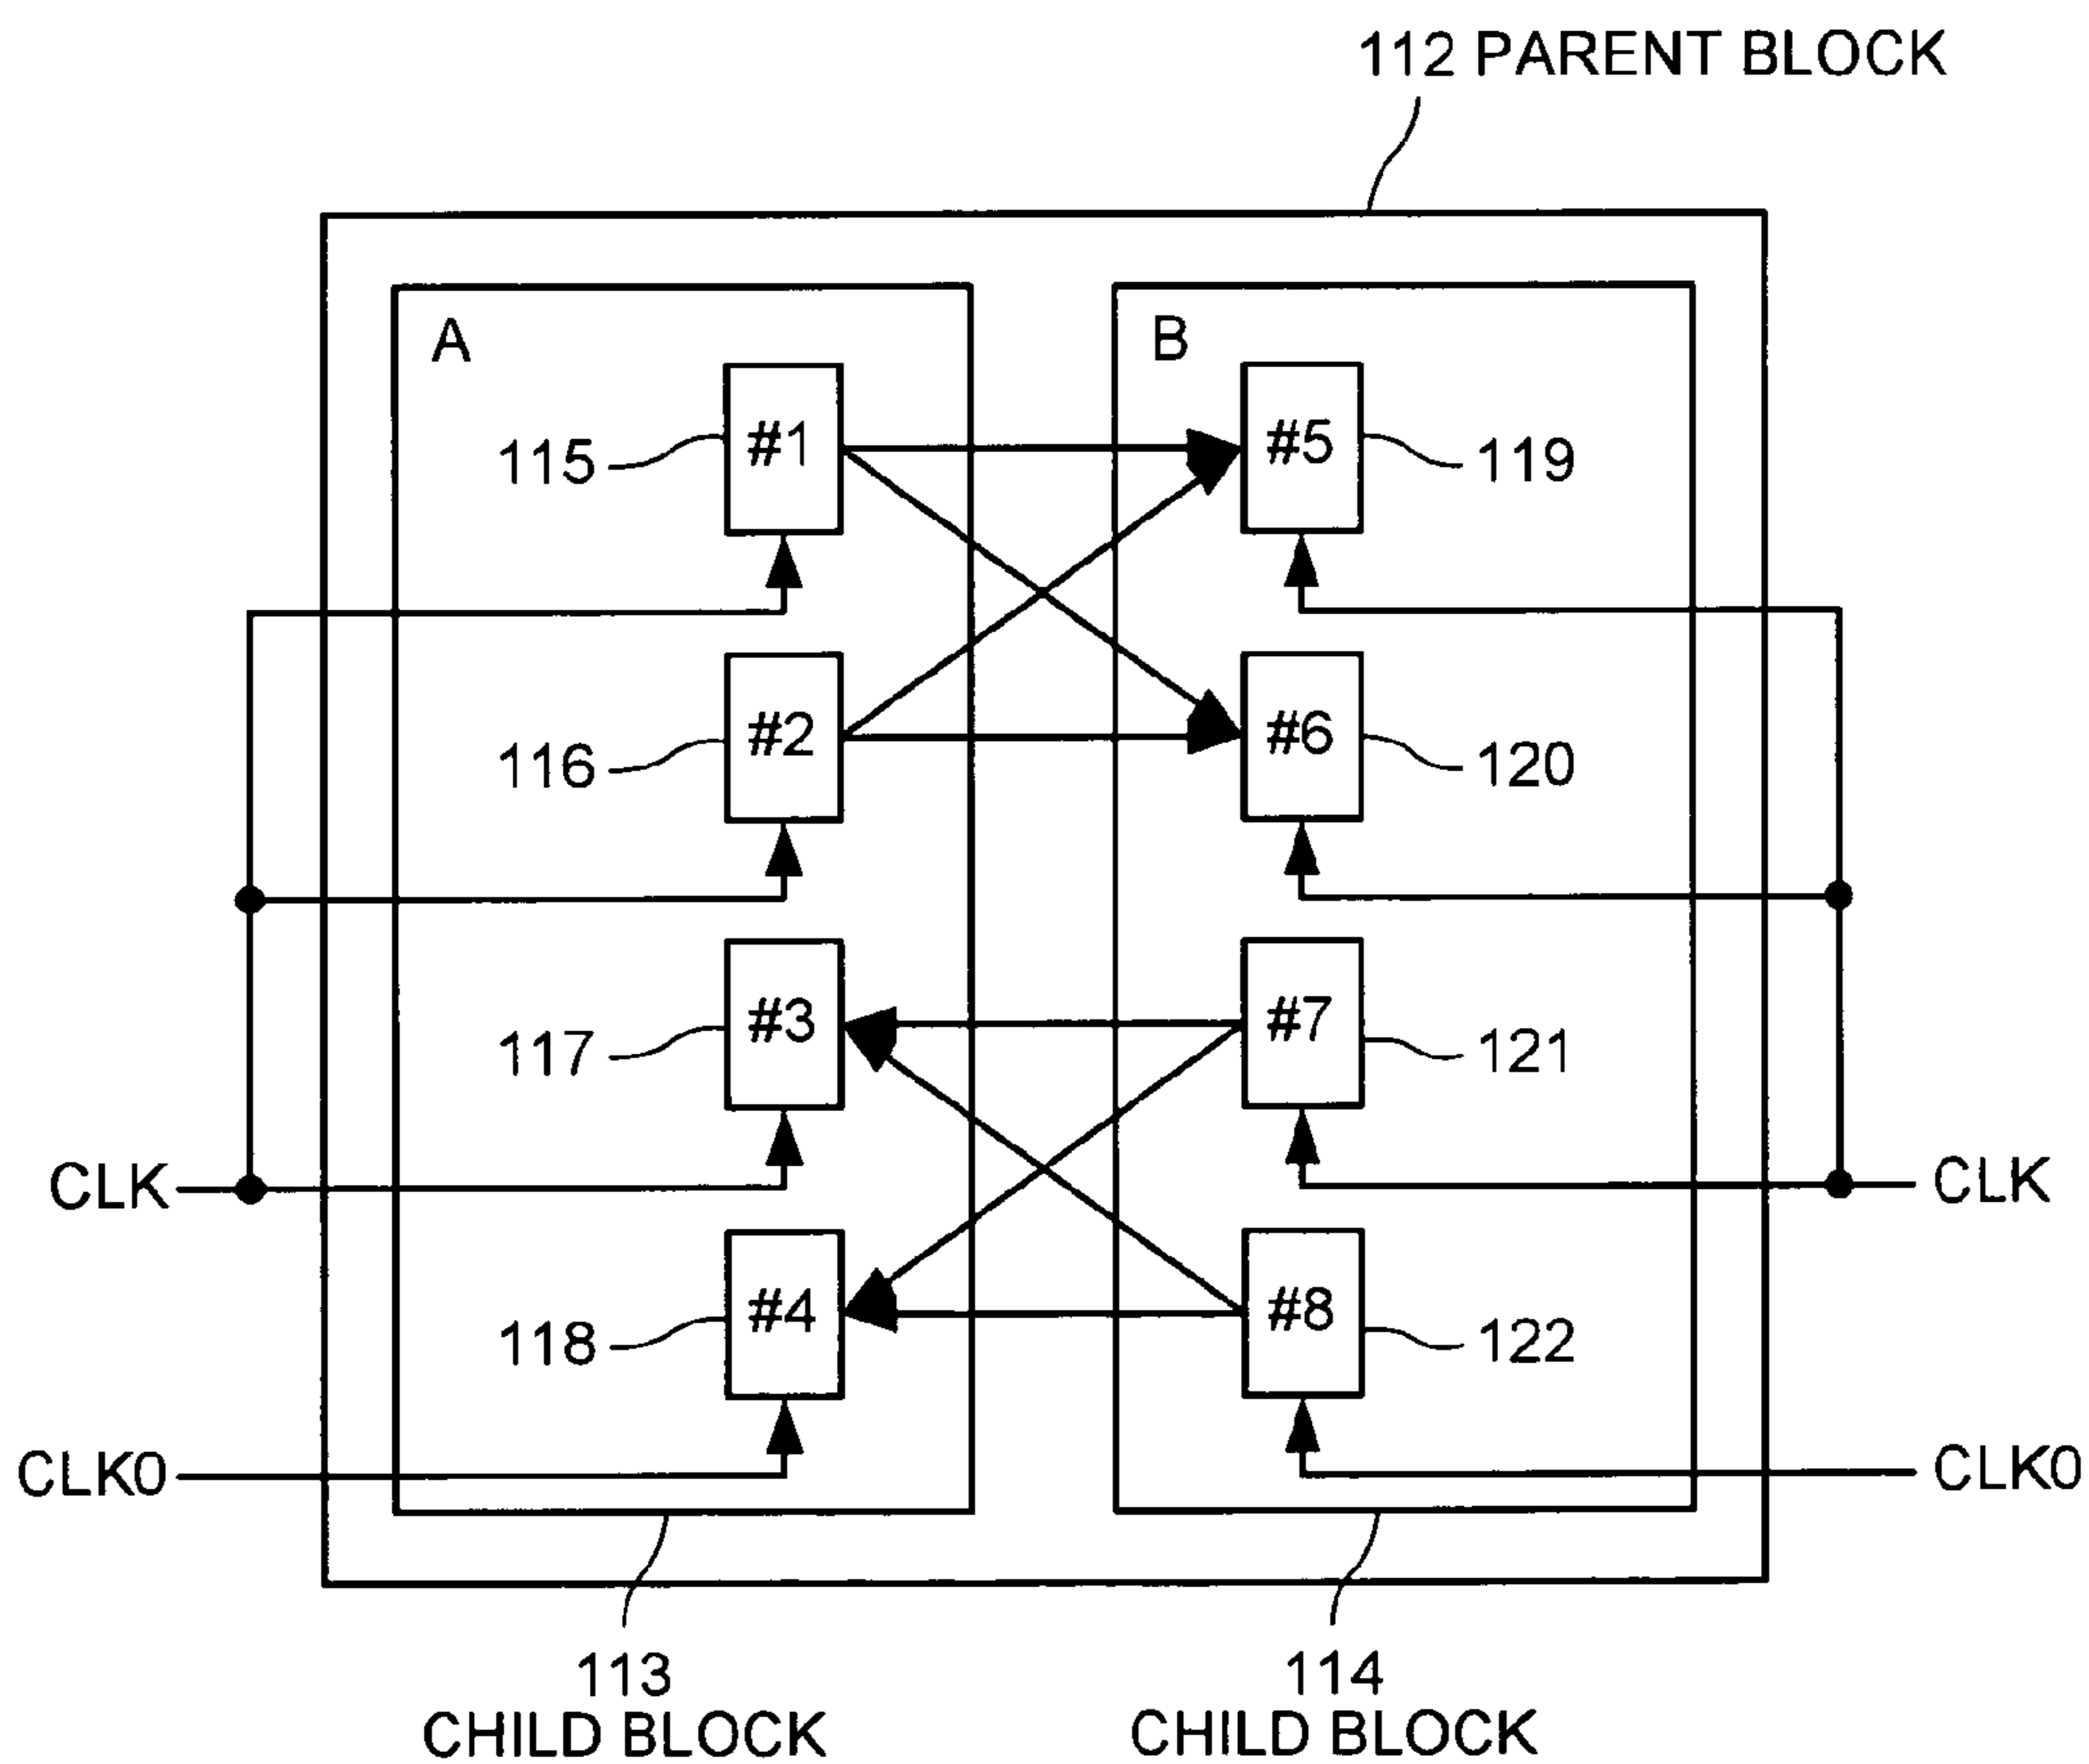 112 PARENT BLOCK
A
B
#1
#5
115
119
#2
#6
116
120
#3
#7
117
121
CLK
CLK
#4
#8
118
122
CLK0
CLK0
113
CHILD BLOCK
114
CHILD BLOCK